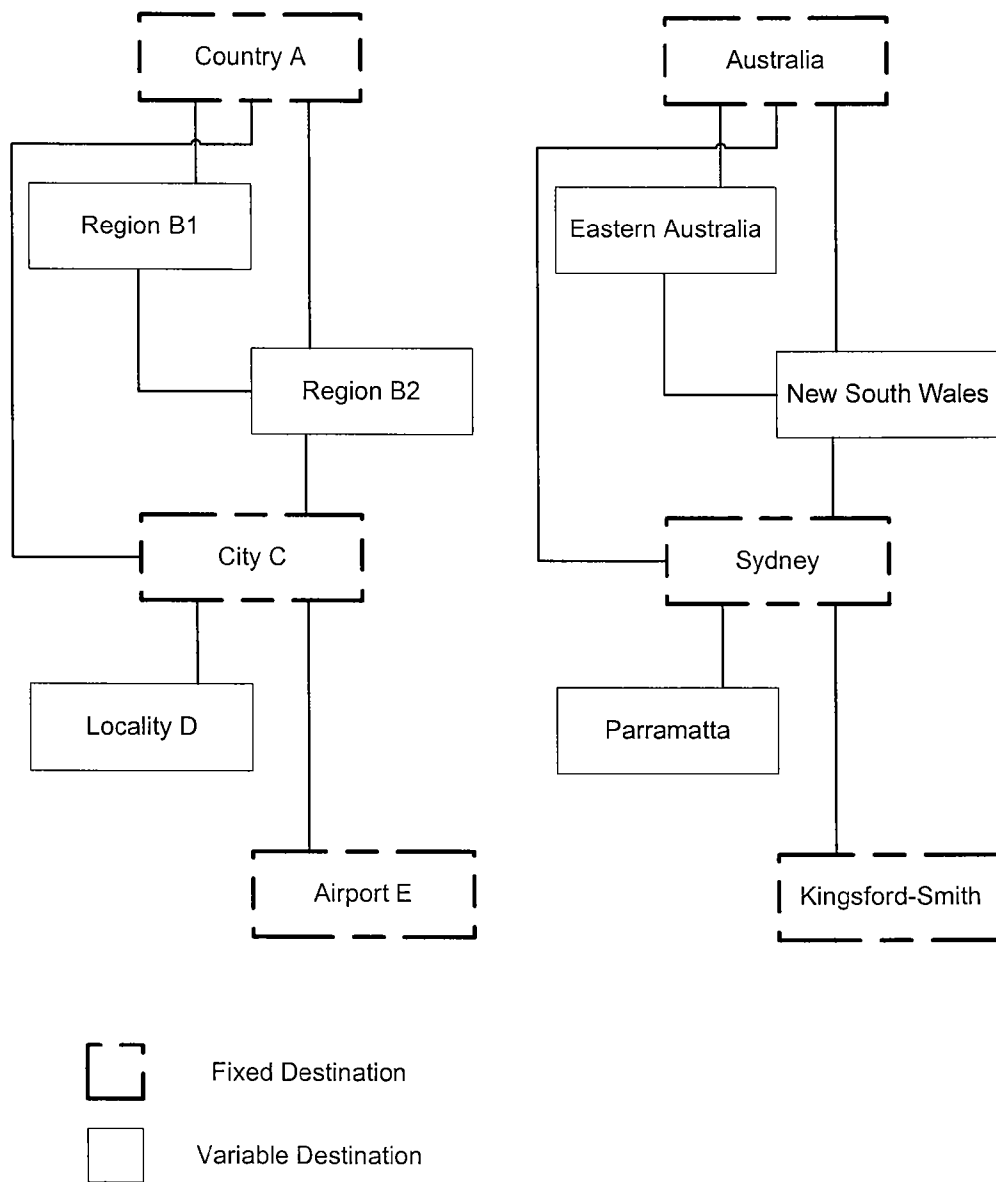 Country A
Australia
Region B1
Eastern Australia
Region B2
New South Wales
City C
Sydney
Locality D
Parramatta
Airport E
Kingsford-Smith
Fixed Destination
Variable Destination